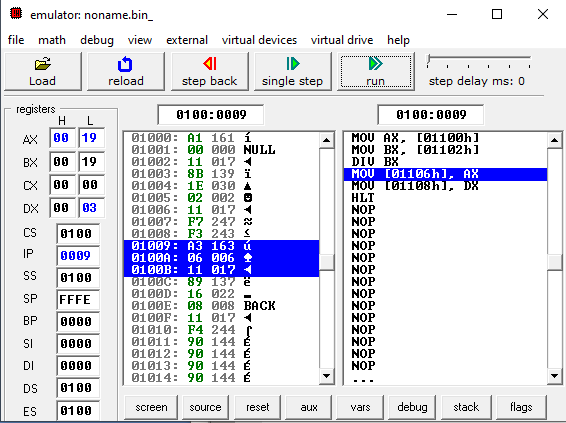 emulator: noname.bin_
file math debug view external virtual devices virtual drive help
Load reload step back single step run step delay ms: 0
registers
H L
AX 00 19
BX 00 19
CX 00 00
DX 00 03
CS 0100
IP 0009
SS 0100
SP FFFE
BP 0000
SI 0000
DI 0000
DS 0100
ES 0100
0100:0009
01000: A1 161 í
01001: 00 000 NULL
01002: 11 017 ◄
01003: 8B 139 ï
01004: 1E 030 ▲
01005: 02 002 ☻
01006: 11 017 ◄
01007: F7 247 ≈
01008: F3 243 ≤
01009: A3 163 ú
0100A: 06 006 ♠
0100B: 11 017 ◄
0100C: 89 137 ë
0100D: 16 022 ▬
0100E: 08 008 BACK
0100F: 11 017 ◄
01010: F4 244 ⌠
01011: 90 144 É
01012: 90 144 É
01013: 90 144 É
01014: 90 144 É
0100:0009
MOV AX, [01100h]
MOV BX, [01102h]
DIV BX
MOV [01106h], AX
MOV [01108h], DX
HLT
NOP
NOP
NOP
NOP
NOP
NOP
NOP
NOP
NOP
NOP
NOP
NOP
NOP
NOP
...
screen source reset aux vars debug stack flags